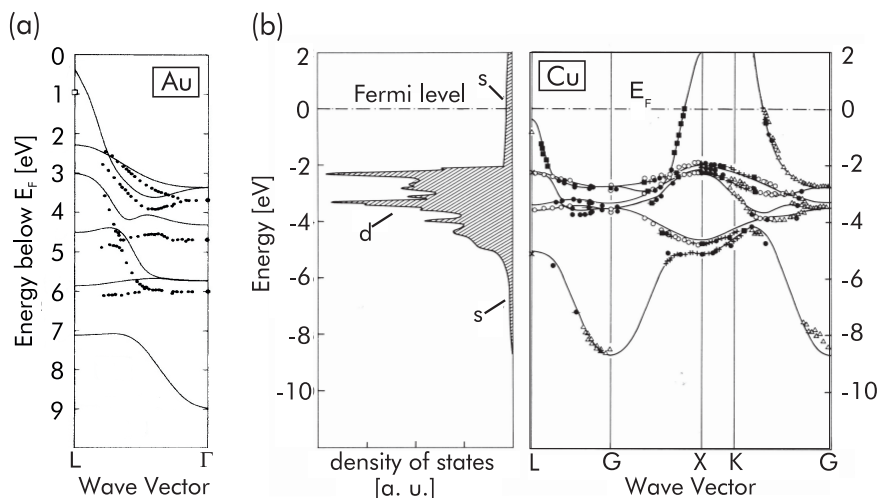 (a)
0
1
2
3
4
5
6
7
8
9
Energy below E_F [eV]
Au
L Γ
Wave Vector
(b)
2
0
-2
-4
-6
-8
-10
Energy [eV]
s
Fermi level
d
s
density of states
[a. u.]
Cu
E_F
2
0
-2
-4
-6
-8
-10
Energy [eV]
L G X K G
Wave Vector